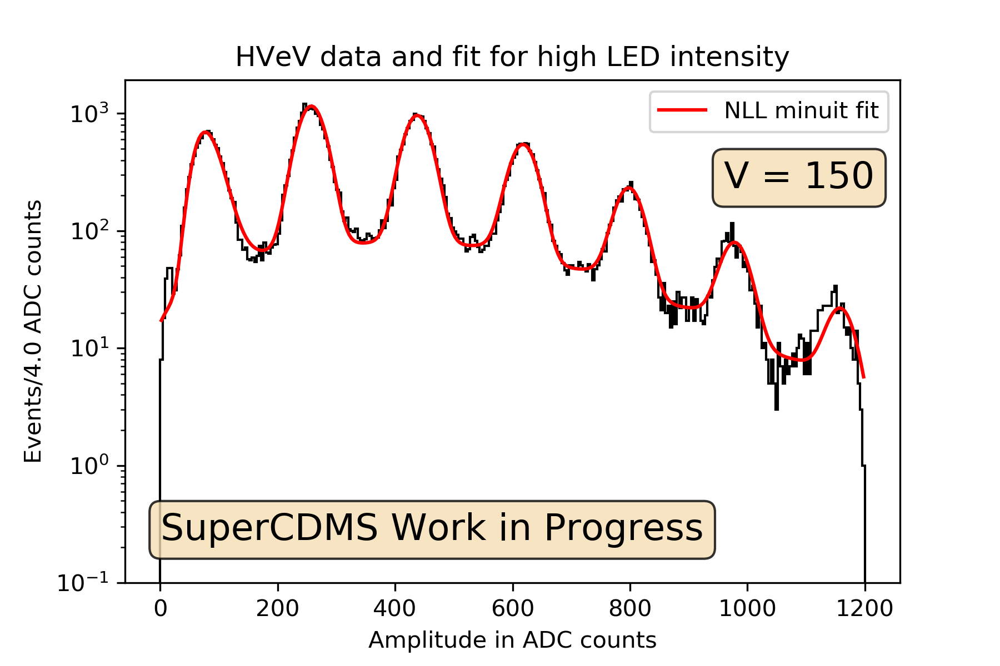 HVeV data and fit for high LED intensity
NLL minuit fit
V = 150
SuperCDMS Work in Progress
Events/4.0 ADC counts
10³
10²
10¹
10⁰
10⁻¹
0 200 400 600 800 1000 1200
Amplitude in ADC counts